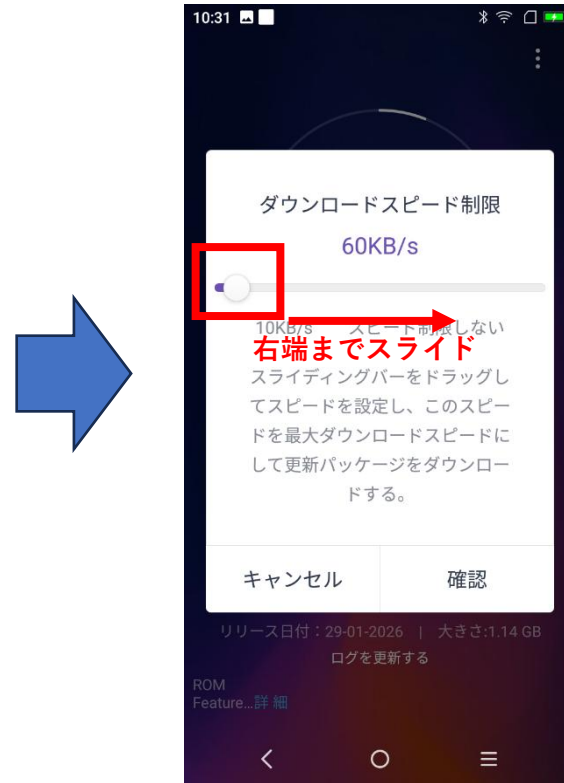 10:31
ダウンロードスピード制限
60KB/s
10KB/s スピード制限しない
右端までスライド
スライディングバーをドラッグし
てスピードを設定し、このスピー
ドを最大ダウンロードスピードに
して更新パッケージをダウンロー
ドする。
キャンセル 確認
リリース日付：29-01-2026 | 大きさ:1.14 GB
ログを更新する
ROM
Feature...詳 細